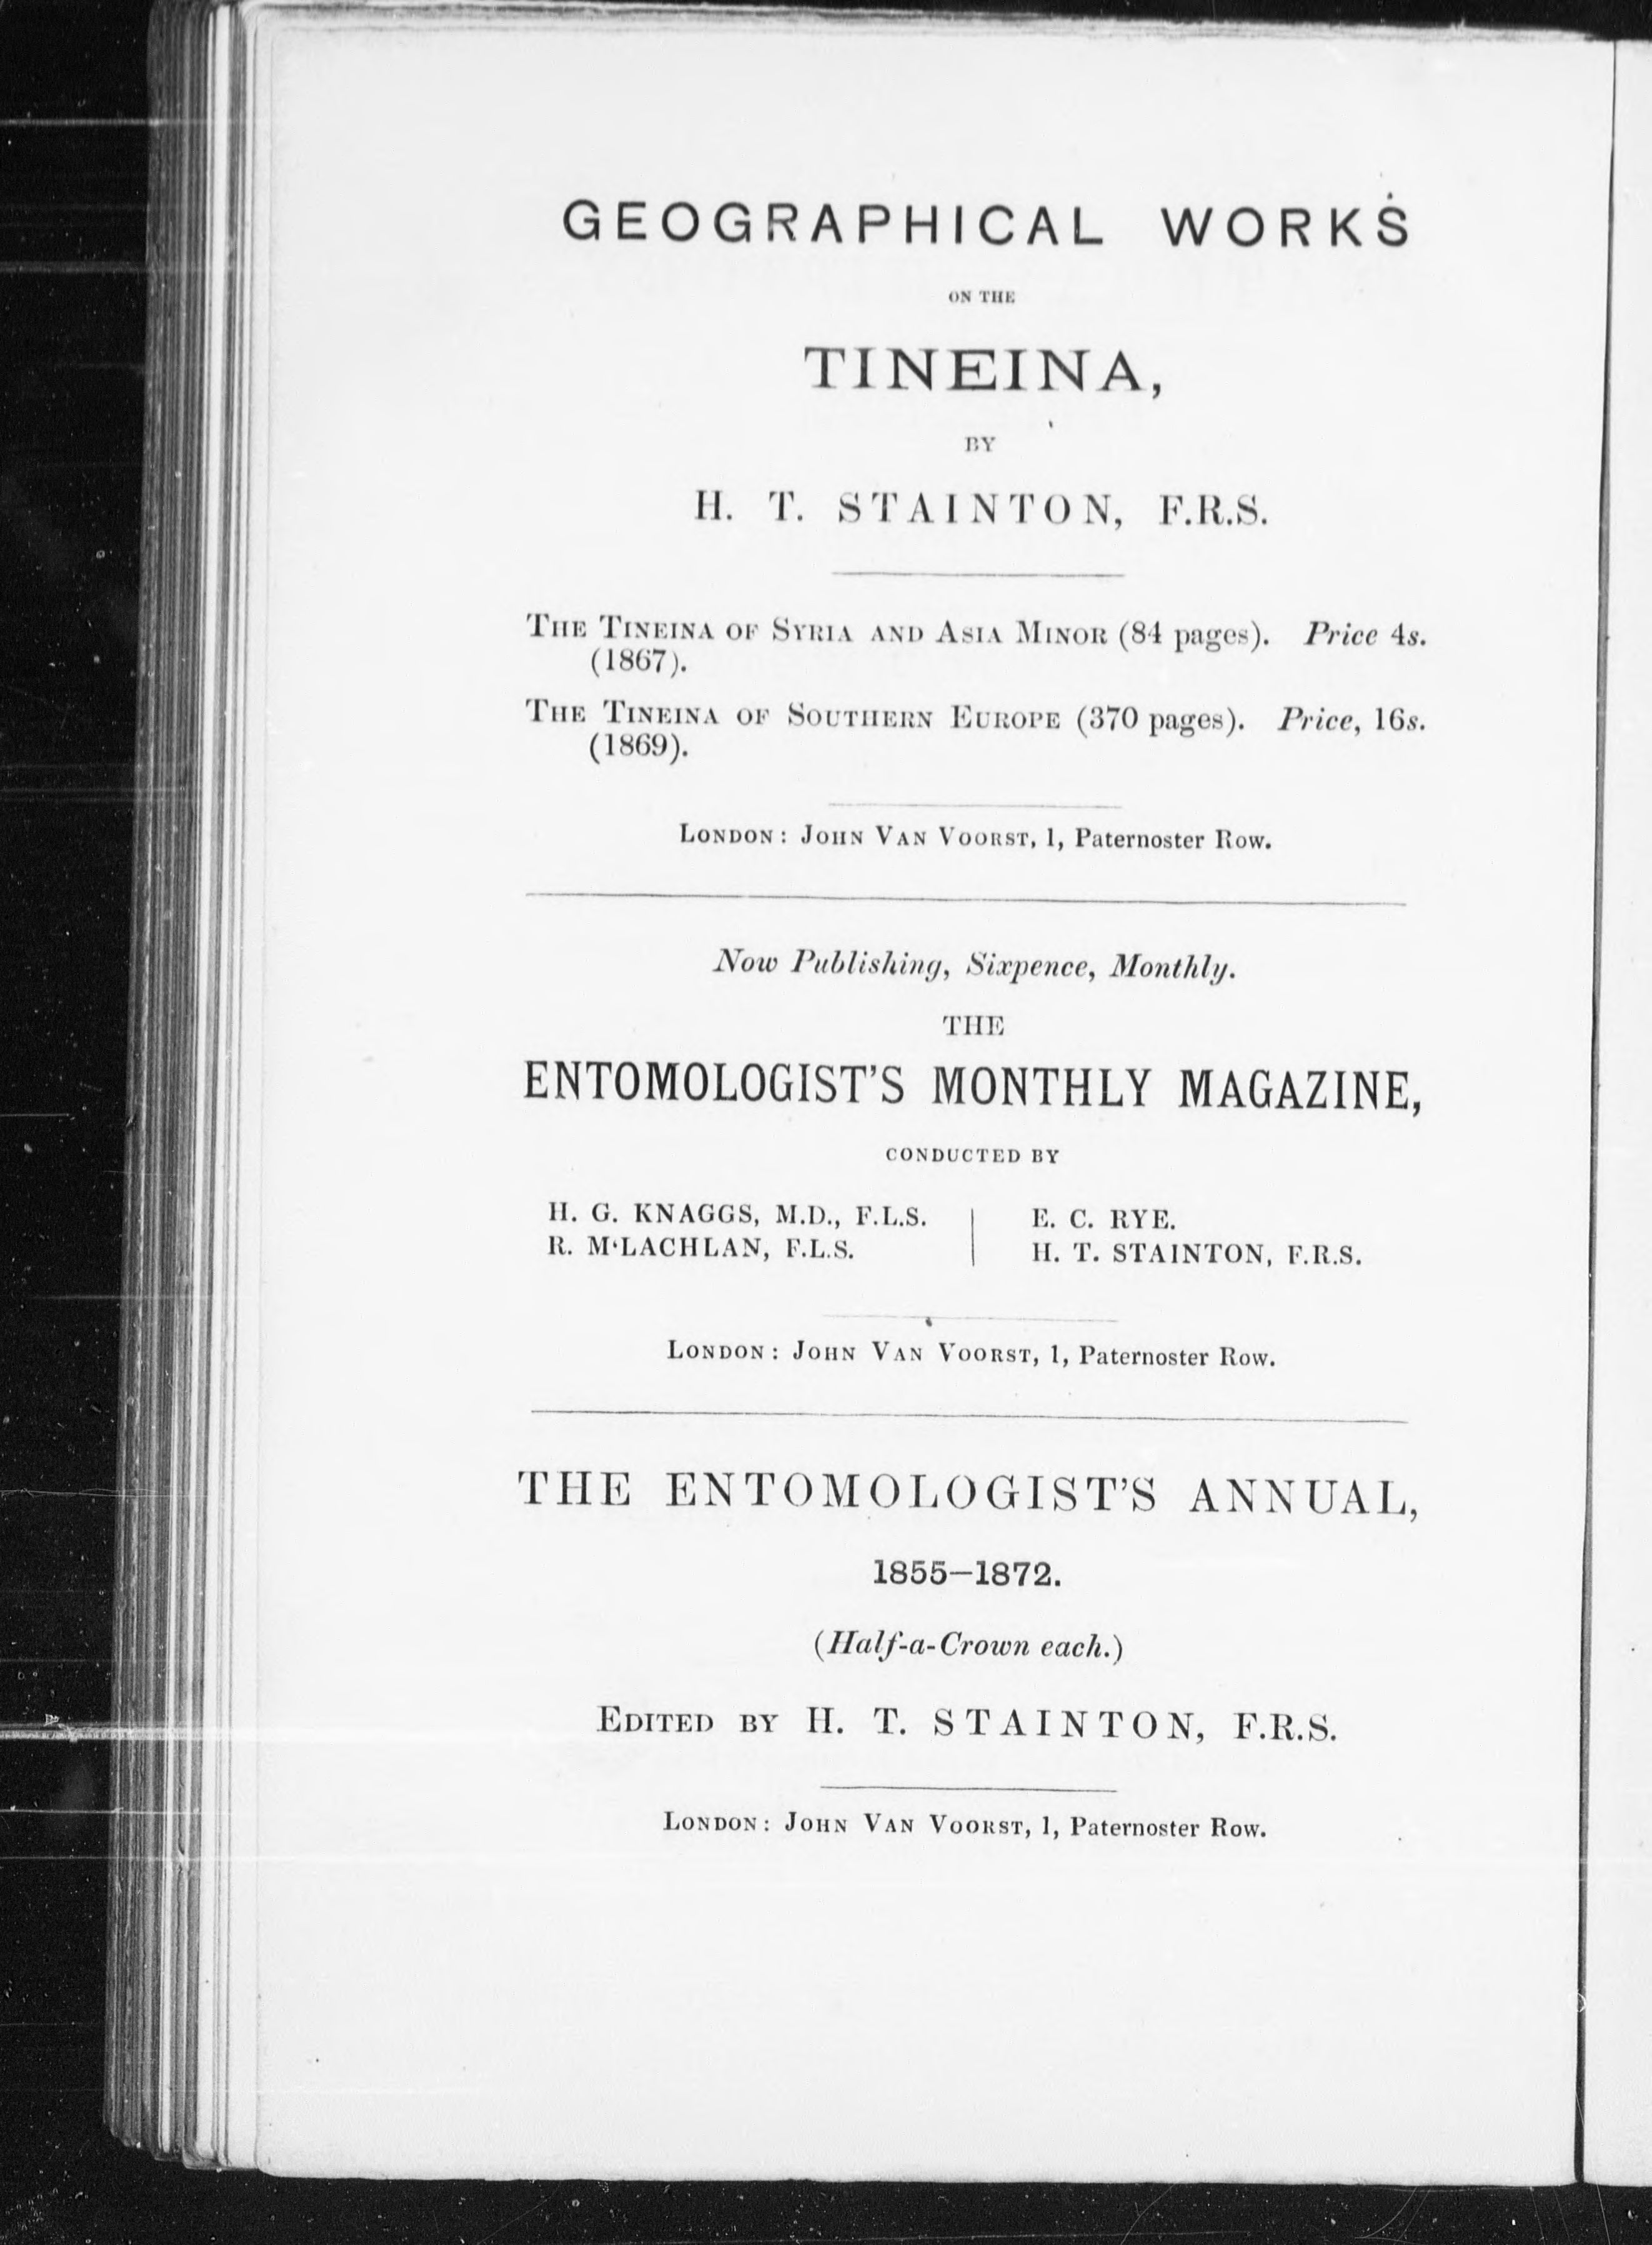 GEOGRAPHICAL WORKS
ON THE
TINEINA,
BY
H. T. STAINTON, F.R.S.
THE TINEINA OF SYRIA AND ASIA MINOR (84 pages). Price 4s.
(1867).
THE TINEINA OF SOUTHERN EUROPE (370 pages). Price, 16s.
(1869).
LONDON: JOHN VAN VOORST, 1, Paternoster Row.
Now Publishing, Sixpence, Monthly.
THE
ENTOMOLOGIST'S MONTHLY MAGAZINE,
CONDUCTED BY
H. G. KNAGGS, M.D., F.L.S.
R. M‘LACHLAN, F.L.S.
E. C. RYE.
H. T. STAINTON, F.R.S.
LONDON: JOHN VAN VOORST, 1, Paternoster Row.
THE ENTOMOLOGIST'S ANNUAL,
1855–1872.
(Half-a-Crown each.)
EDITED BY H. T. STAINTON, F.R.S.
LONDON: JOHN VAN VOORST, 1, Paternoster Row.